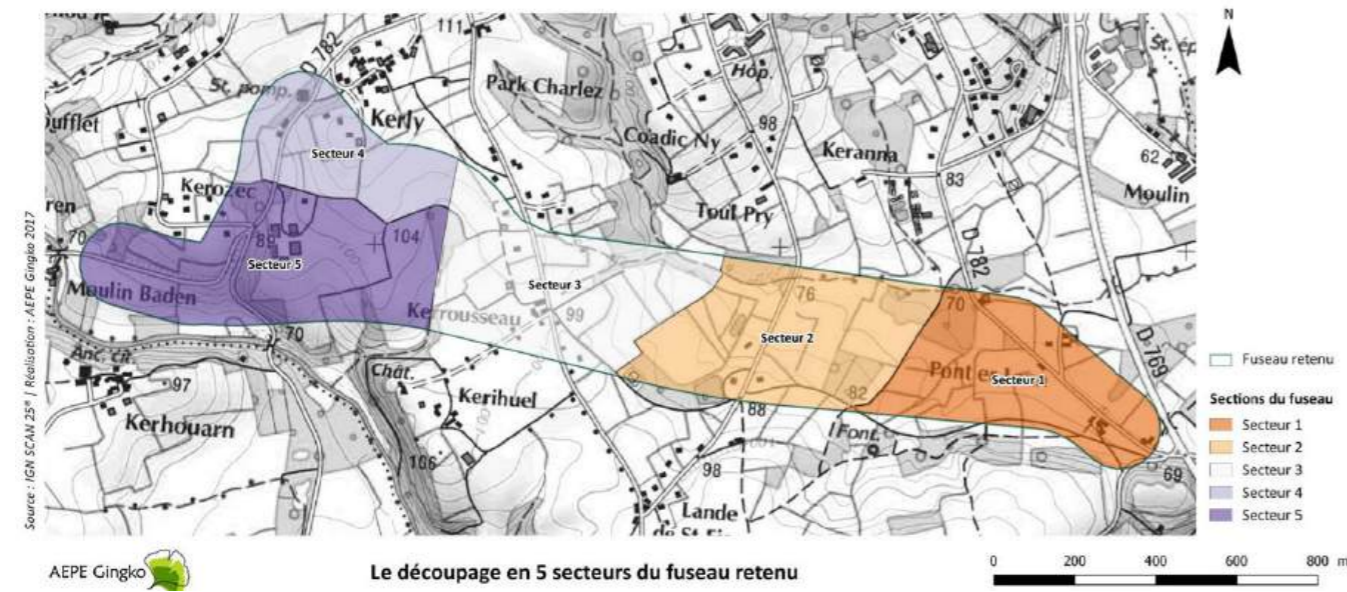 111
D 782
St. pomp.
Hôp.
Park Charlez
oufflet
Kerly
98
Coadic Ny
Secteur 4
Keranna
62
83
Moulin
Kerozec
Toul Pry
ren
70
89
104
D 782
Secteur 5
Secteur 3
76
70
D-769
Moulin Baden
Kerrousseau
99
Secteur 2
70
Pont es
Secteur 1
Anc. cit.
97
Chât.
Kerihuel
82
88
Kerhouarn
106
Font.
98
69
Lande
N
Fuseau retenu
Sections du fuseau
Secteur 1
Secteur 2
Secteur 3
Secteur 4
Secteur 5
Source : IGN SCAN 25® | Réalisation : AEPE Gingko 2017
AEPE Gingko
Le découpage en 5 secteurs du fuseau retenu
0 200 400 600 800 m